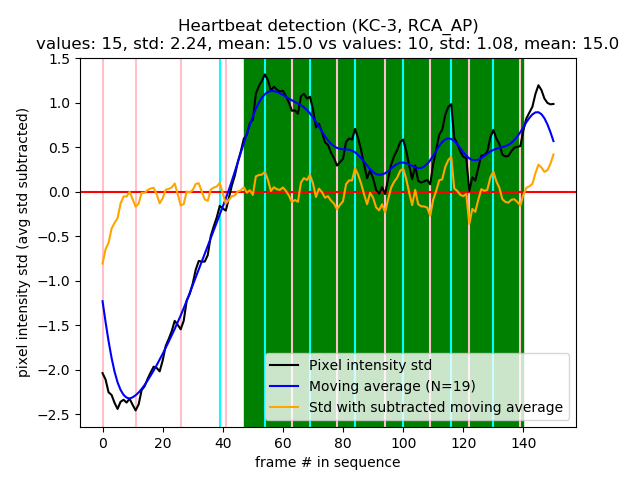 Heartbeat detection (KC-3, RCA_AP)
values: 15, std: 2.24, mean: 15.0 vs values: 10, std: 1.08, mean: 15.0
1.5
1.0
0.5
0.0
−0.5
−1.0
−1.5
−2.0
−2.5
pixel intensity std (avg std subtracted)
Pixel intensity std
Moving average (N=19)
Std with subtracted moving average
0 20 40 60 80 100 120 140
frame # in sequence